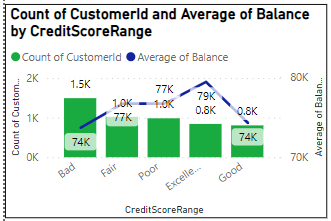 Count of CustomerId and Average of Balance
by CreditScoreRange
Count of CustomerId Average of Balance
2K
1K
0K
Count of Custom...
80K
70K
Average of Balan...
1.5K
1.0K
1.0K
0.8K
0.8K
74K
77K
77K
79K
74K
Bad
Fair
Poor
Excelle...
Good
CreditScoreRange